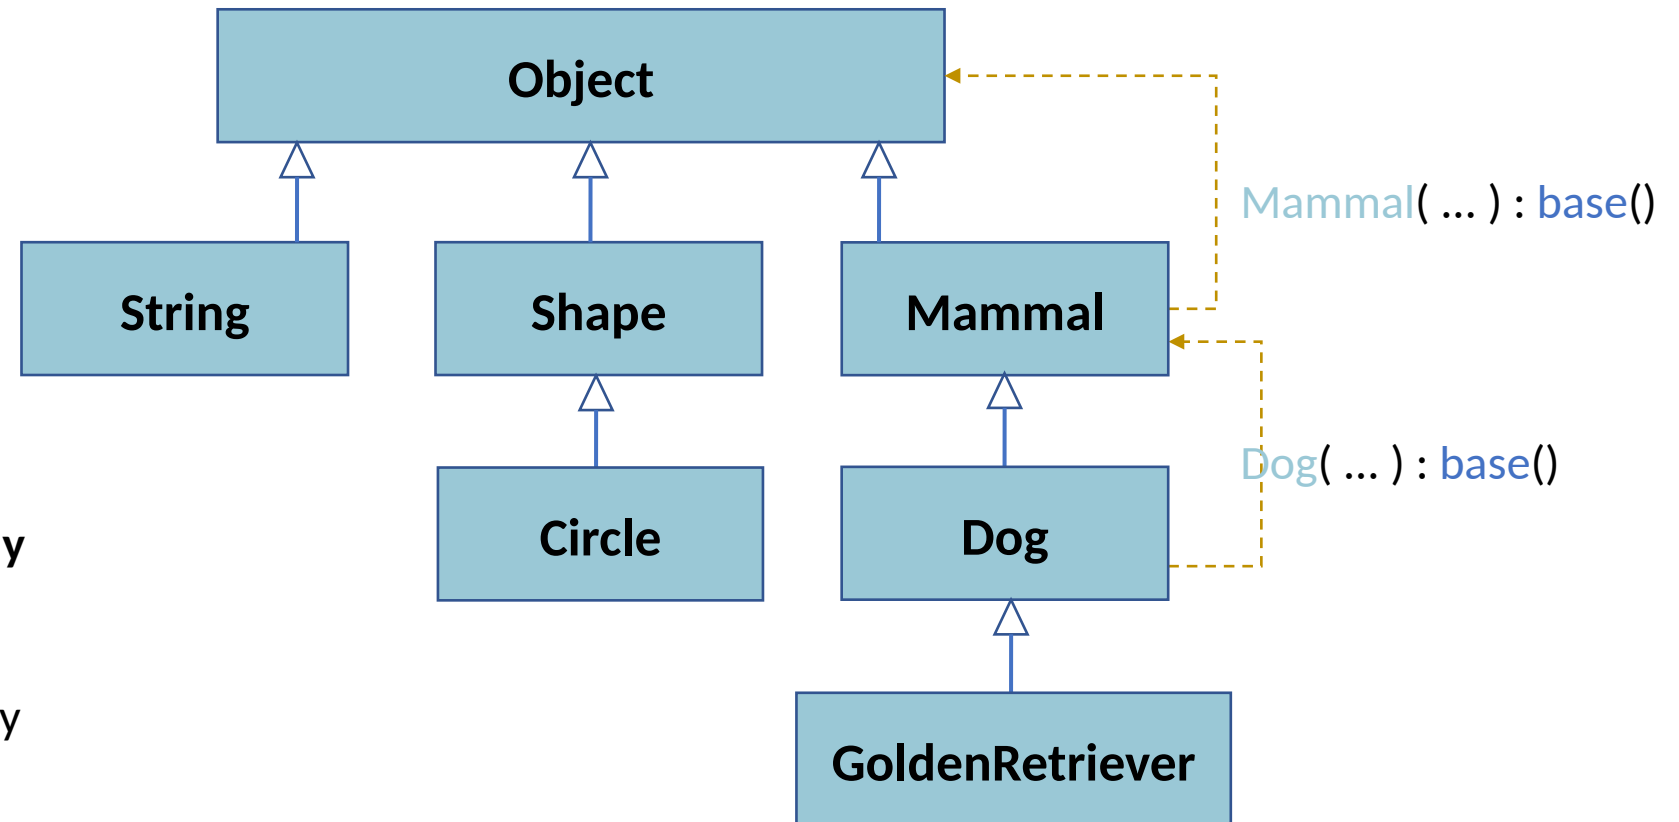 Object
Mammal( ... ) : base()
String
Shape
Mammal
Dog( ... ) : base()
Circle
Dog
y
y
GoldenRetriever